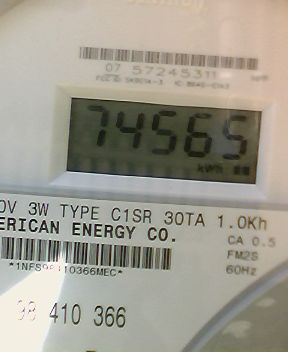 07 57245311
74565
kWh
0V 3W TYPE C1SR 30TA 1.0Kh
ERICAN ENERGY CO.
CA 0.5
FM2S
60Hz
98 410 366